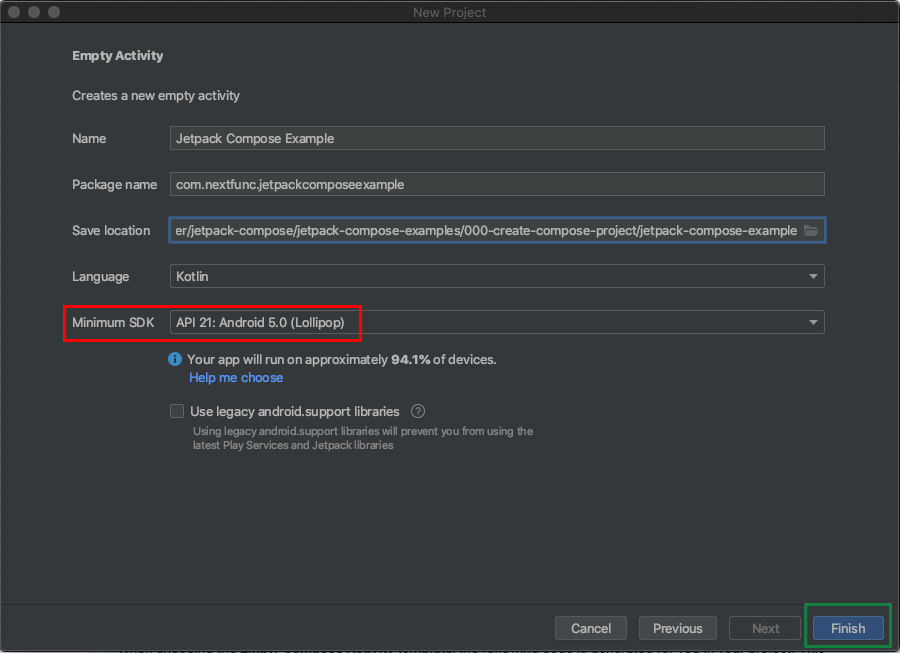 New Project
Empty Activity
Creates a new empty activity
Name
Jetpack Compose Example
Package name
com.nextfunc.jetpackcomposeexample
Save location
er/jetpack-compose/jetpack-compose-examples/000-create-compose-project/jetpack-compose-example
Language
Kotlin
Minimum SDK
API 21: Android 5.0 (Lollipop)
i Your app will run on approximately 94.1% of devices.
Help me choose
Use legacy android.support libraries ?
Using legacy android.support libraries will prevent you from using the
latest Play Services and Jetpack libraries
Cancel
Previous
Next
Finish